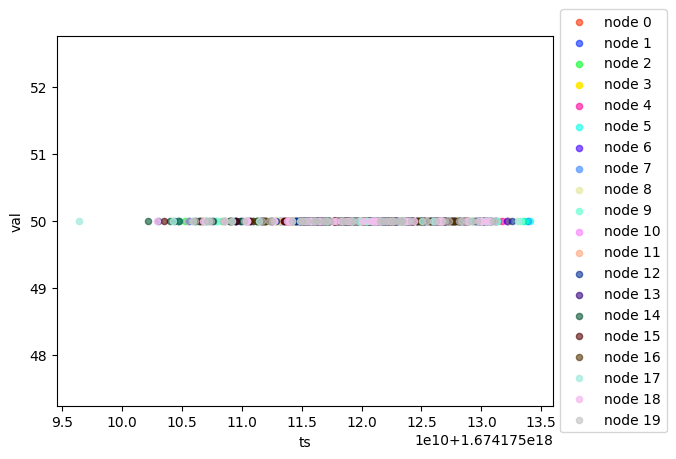 52
51
50
49
48
val
9.5 10.0 10.5 11.0 11.5 12.0 12.5 13.0 13.5
ts
1e10+1.674175e18
node 0
node 1
node 2
node 3
node 4
node 5
node 6
node 7
node 8
node 9
node 10
node 11
node 12
node 13
node 14
node 15
node 16
node 17
node 18
node 19